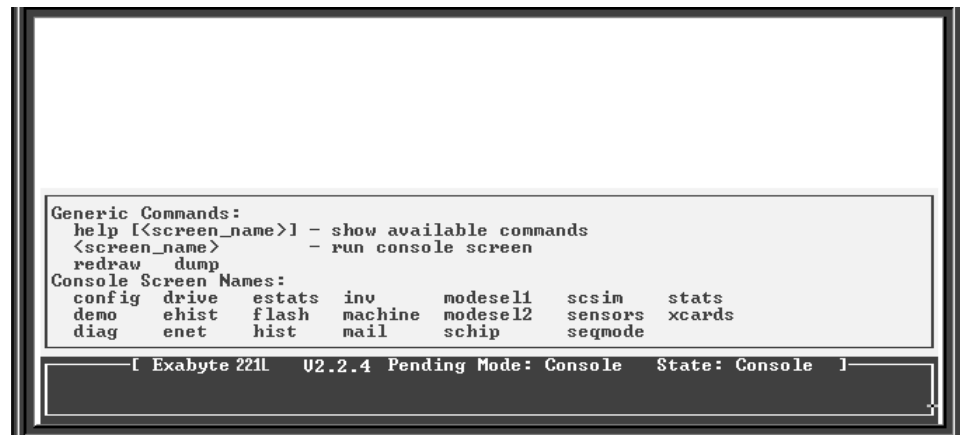 Generic Commands:
help [<screen_name>] - show available commands
<screen_name> - run console screen
redraw dump
Console Screen Names:
config drive estats inv modesel1 scsim stats
demo ehist flash machine modesel2 sensors xcards
diag enet hist mail schip seqmode
[ Exabyte 221L V2.2.4 Pending Mode: Console State: Console ]